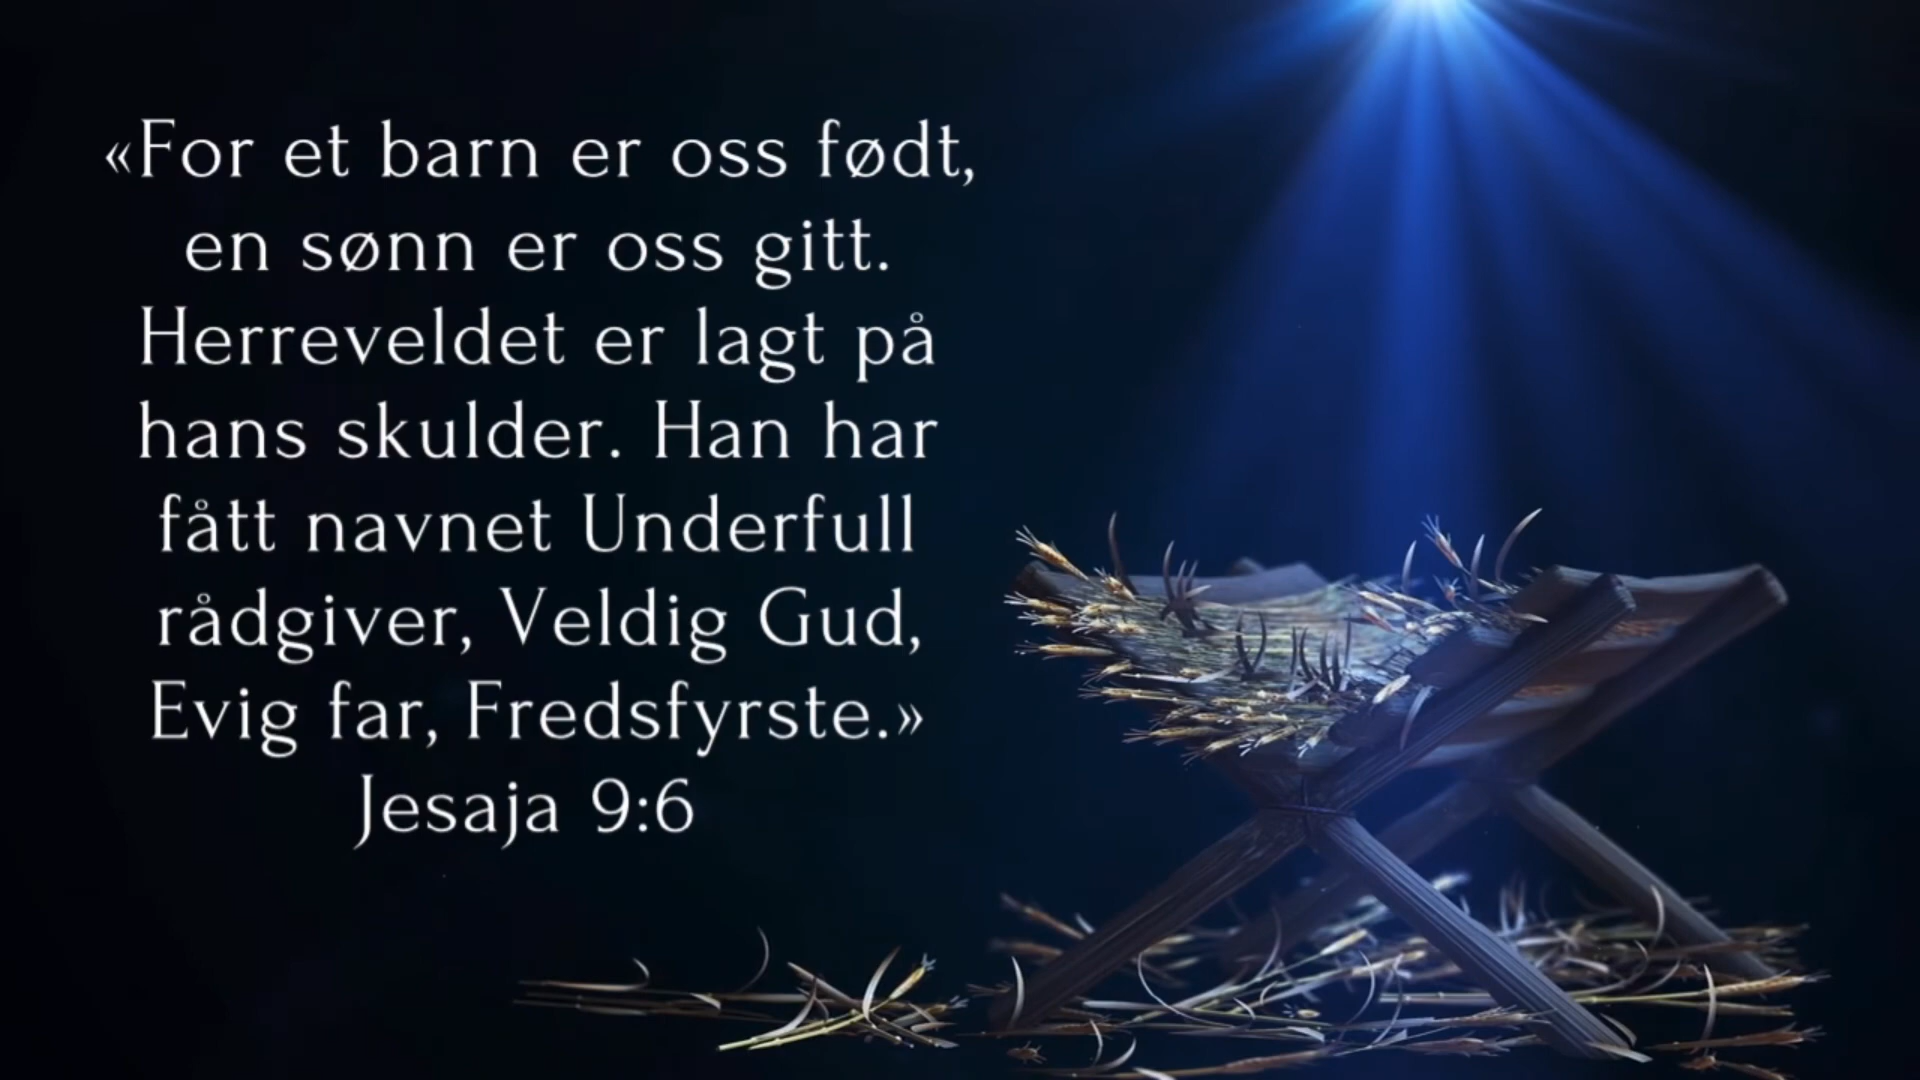 «For et barn er oss født,
en sønn er oss gitt.
Herreveldet er lagt på
hans skulder. Han har
fått navnet Underfull
rådgiver, Veldig Gud,
Evig far, Fredsfyrste.»
Jesaja 9:6